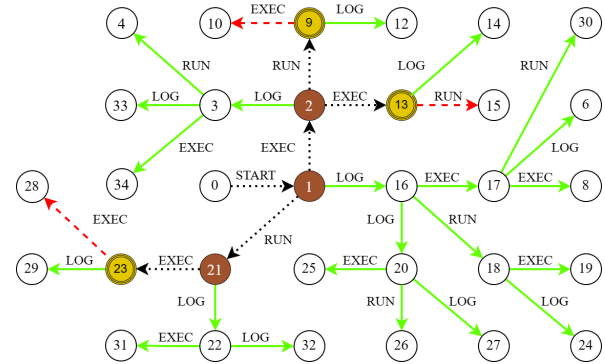 4
10
EXEC
9
LOG
12
14
30
RUN
RUN
LOG
RUN
33
LOG
3
LOG
2
EXEC
13
RUN
15
6
LOG
EXEC
EXEC
34
0
START
1
LOG
16
EXEC
17
EXEC
8
28
EXEC
RUN
LOG
RUN
29
LOG
23
EXEC
21
25
EXEC
20
18
EXEC
19
LOG
RUN
LOG
LOG
31
EXEC
22
LOG
32
26
27
24